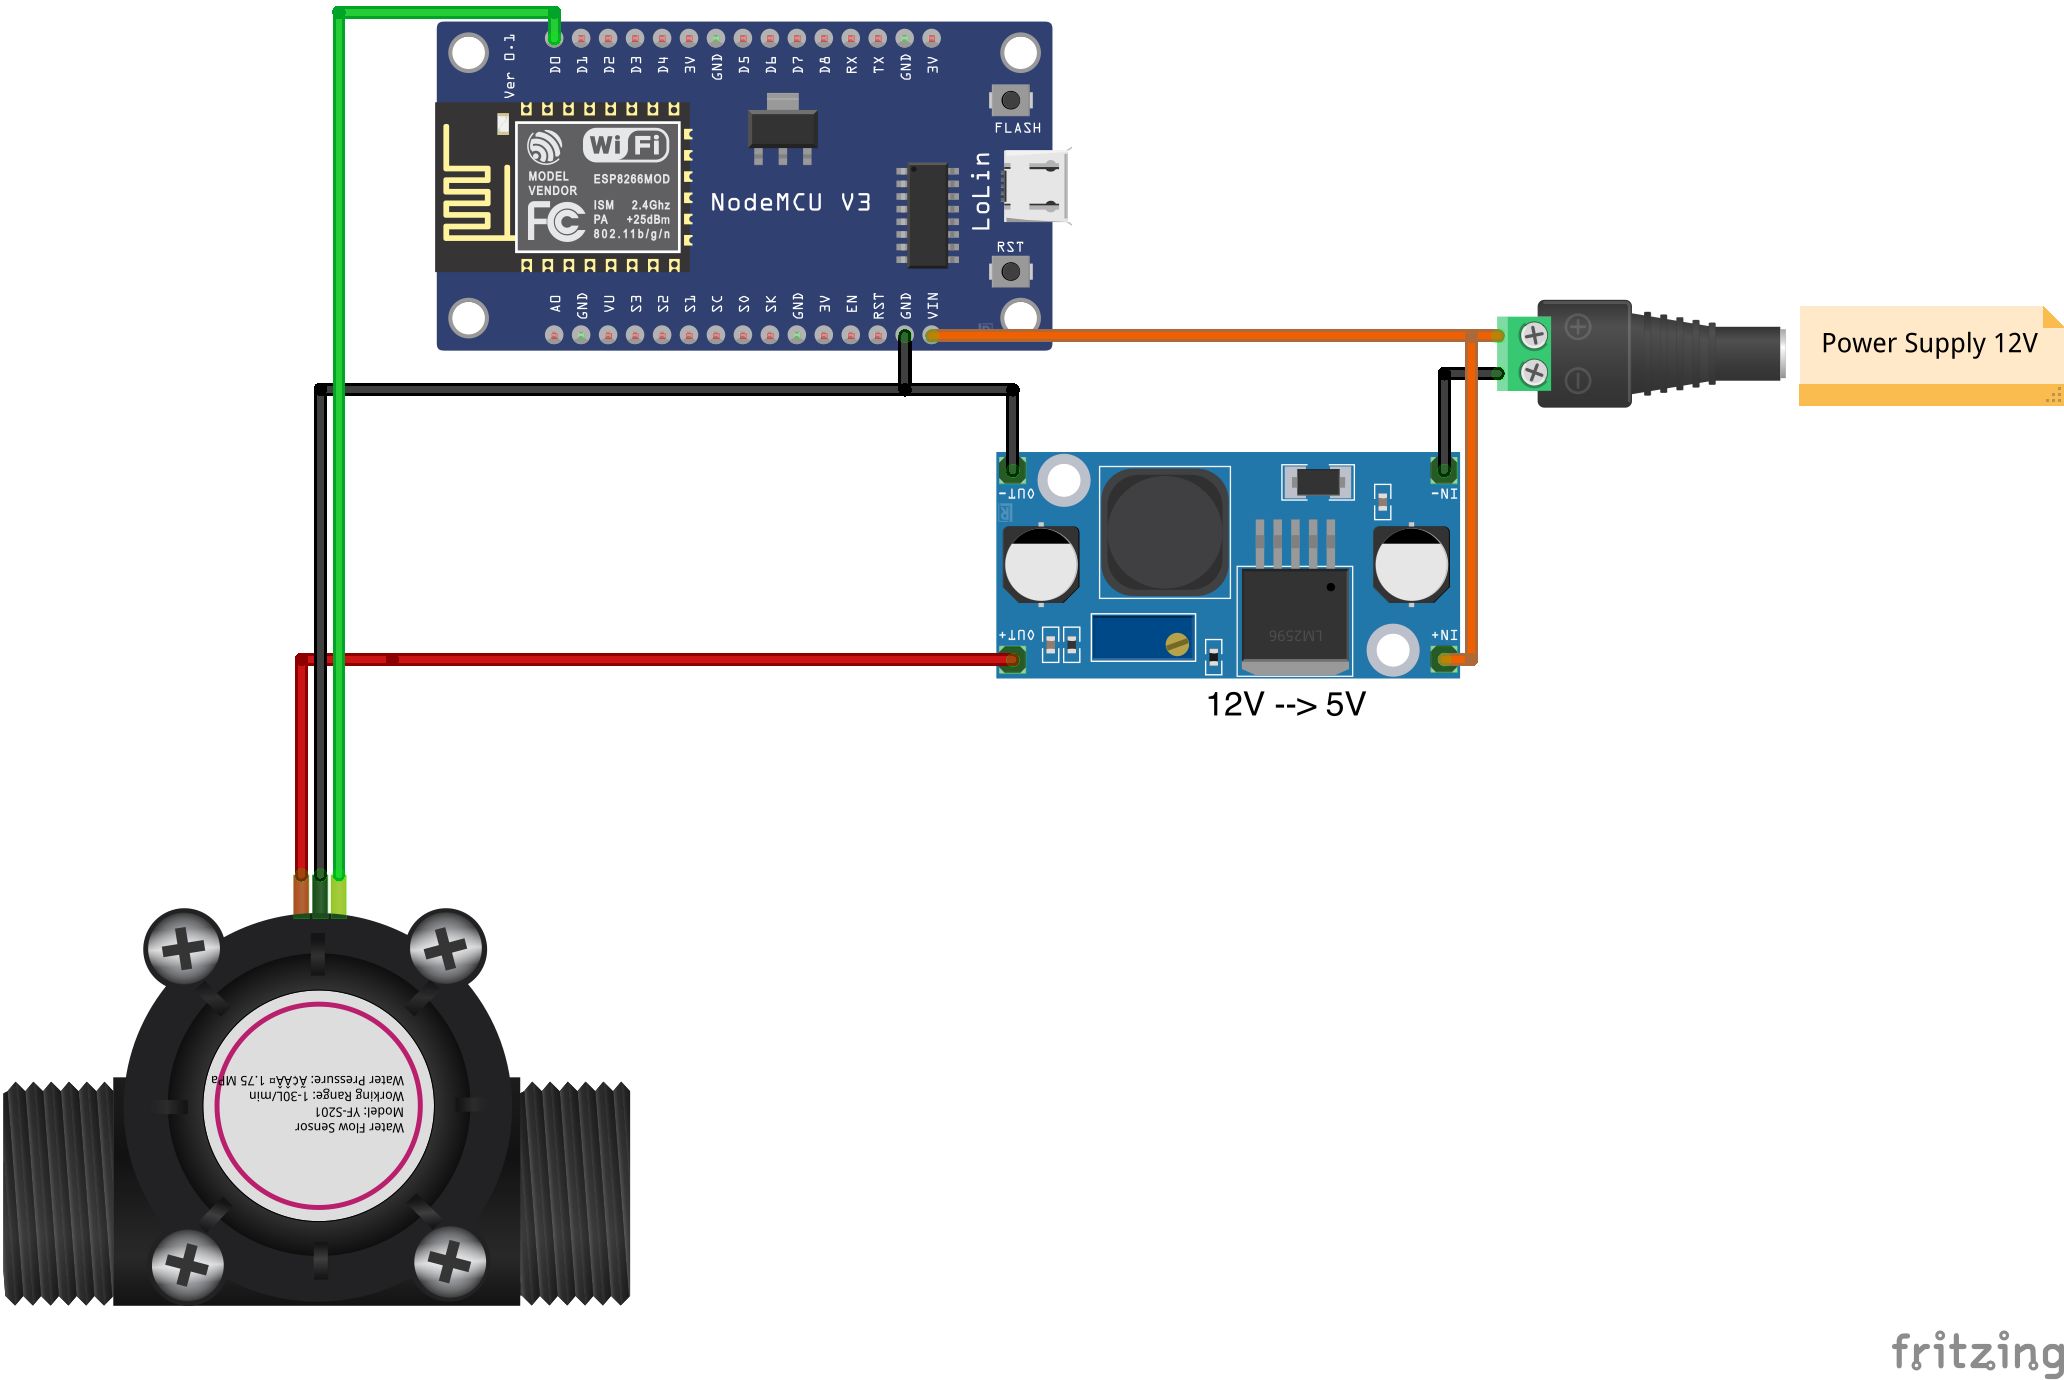 Ver 0.1
D0 D1 D2 D3 D4 3V GND D5 D6 D7 D8 RX TX GND 3V
FLASH
WiFi
MODEL
VENDOR
ESP8266MOD
FC
ISM 2.4Ghz
PA +25dBm
802.11b/g/n
NodeMCU V3
LoLin
RST
A0 GND VU S3 S2 S1 SC S0 SK GND 3V EN RST GND VIN
Power Supply 12V
OUT-
IN-
OUT+
IN+
LM2596
12V --> 5V
Water Flow Sensor
Model: YF-S201
Working Range: 1-30L/min
Water Pressure: 1.75 MPa
fritzing